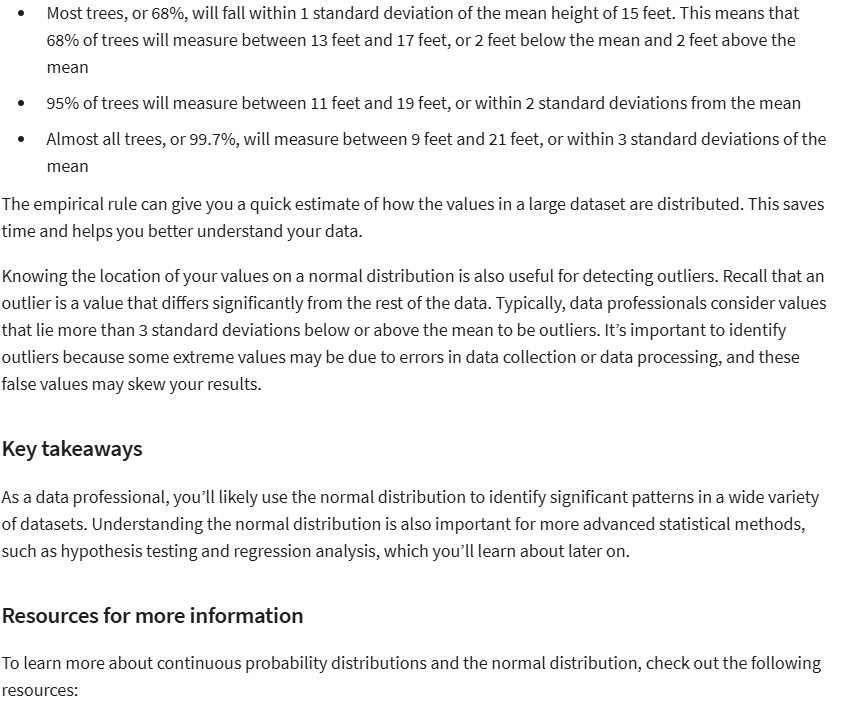 • Most trees, or 68%, will fall within 1 standard deviation of the mean height of 15 feet. This means that
68% of trees will measure between 13 feet and 17 feet, or 2 feet below the mean and 2 feet above the
mean
• 95% of trees will measure between 11 feet and 19 feet, or within 2 standard deviations from the mean
• Almost all trees, or 99.7%, will measure between 9 feet and 21 feet, or within 3 standard deviations of the
mean
The empirical rule can give you a quick estimate of how the values in a large dataset are distributed. This saves
time and helps you better understand your data.
Knowing the location of your values on a normal distribution is also useful for detecting outliers. Recall that an
outlier is a value that differs significantly from the rest of the data. Typically, data professionals consider values
that lie more than 3 standard deviations below or above the mean to be outliers. It’s important to identify
outliers because some extreme values may be due to errors in data collection or data processing, and these
false values may skew your results.
Key takeaways
As a data professional, you’ll likely use the normal distribution to identify significant patterns in a wide variety
of datasets. Understanding the normal distribution is also important for more advanced statistical methods,
such as hypothesis testing and regression analysis, which you’ll learn about later on.
Resources for more information
To learn more about continuous probability distributions and the normal distribution, check out the following
resources: